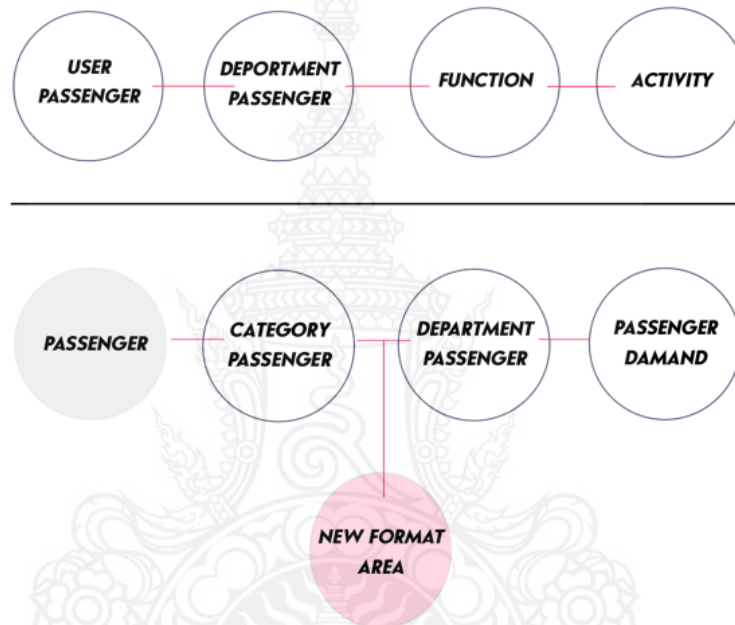 USER
PASSENGER
DEPORTMENT
PASSENGER
FUNCTION
ACTIVITY
PASSENGER
CATEGORY
PASSENGER
DEPARTMENT
PASSENGER
PASSENGER
DAMAND
NEW FORMAT
AREA